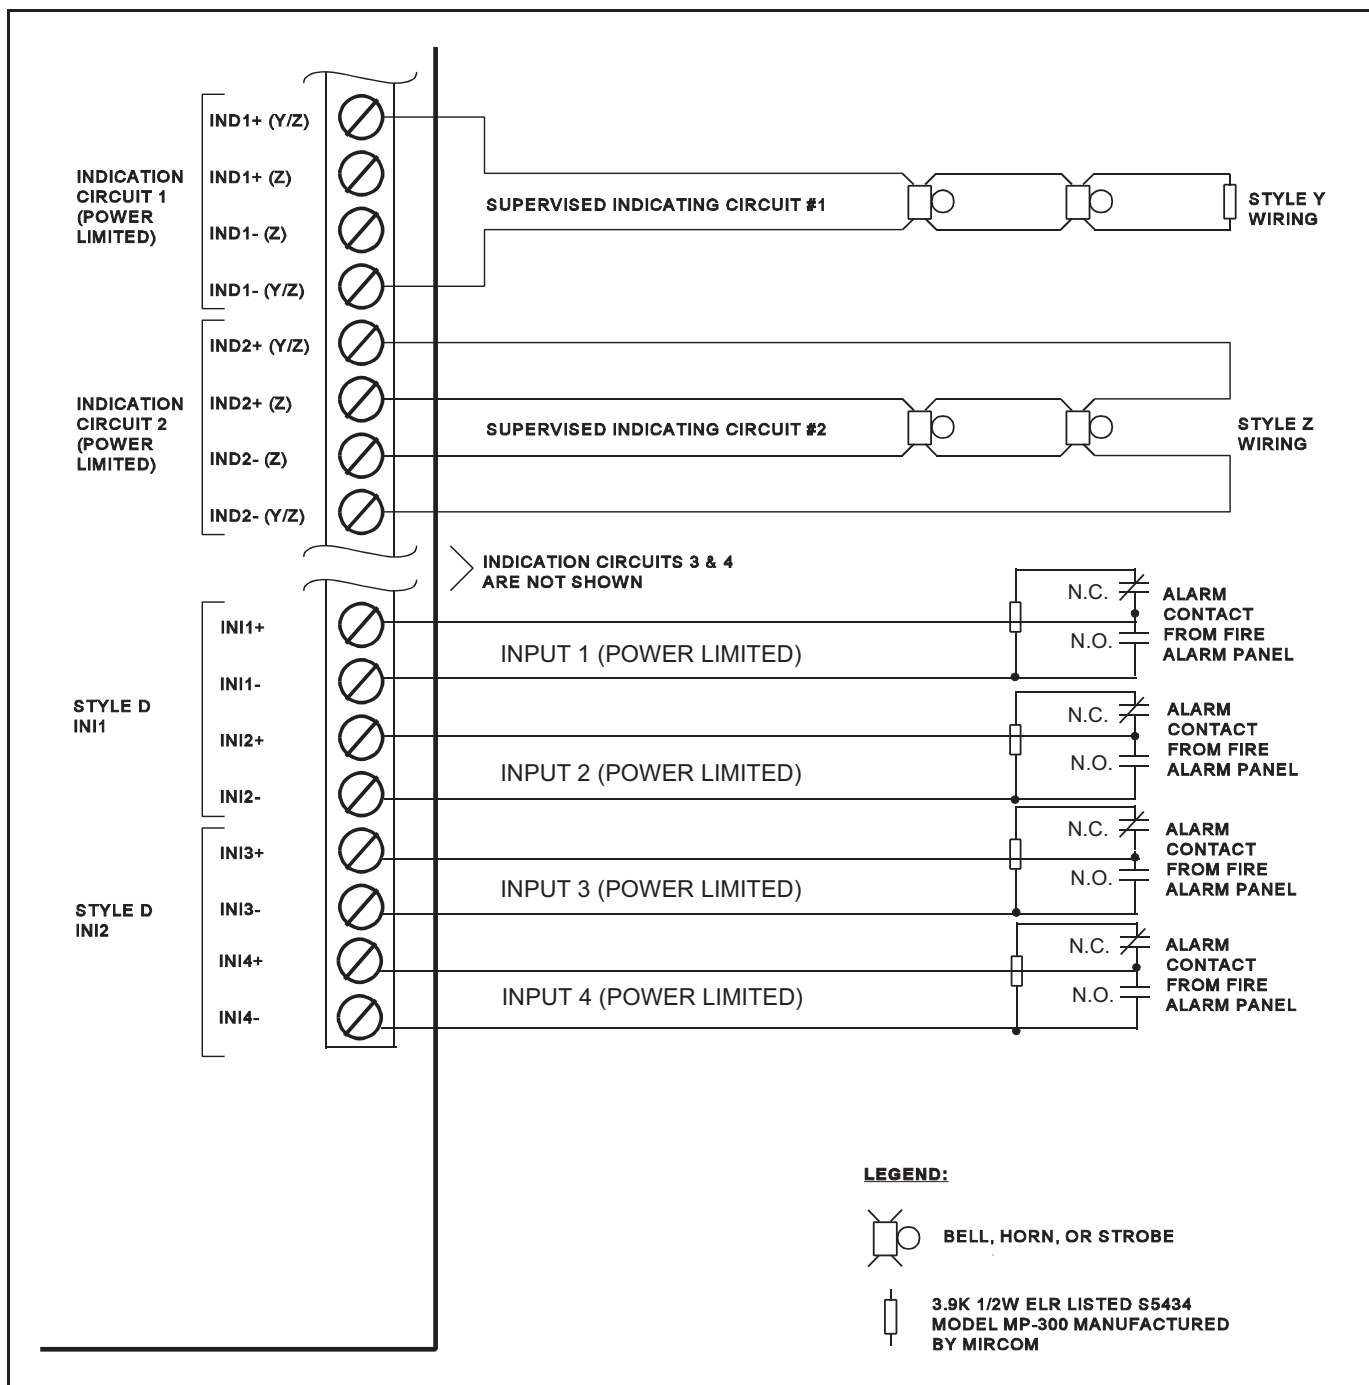 IND1+ (Y/Z)
INDICATION
CIRCUIT 1
(POWER
LIMITED)
IND1+ (Z)
IND1- (Z)
IND1- (Y/Z)
SUPERVISED INDICATING CIRCUIT #1
STYLE Y
WIRING
IND2+ (Y/Z)
INDICATION
CIRCUIT 2
(POWER
LIMITED)
IND2+ (Z)
IND2- (Z)
IND2- (Y/Z)
SUPERVISED INDICATING CIRCUIT #2
STYLE Z
WIRING
INDICATION CIRCUITS 3 & 4
ARE NOT SHOWN
STYLE D
INI1
INI1+
INI1-
INI2+
INI2-
INPUT 1 (POWER LIMITED)
N.C.
N.O.
ALARM
CONTACT
FROM FIRE
ALARM PANEL
INPUT 2 (POWER LIMITED)
N.C.
N.O.
ALARM
CONTACT
FROM FIRE
ALARM PANEL
STYLE D
INI2
INI3+
INI3-
INI4+
INI4-
INPUT 3 (POWER LIMITED)
N.C.
N.O.
ALARM
CONTACT
FROM FIRE
ALARM PANEL
INPUT 4 (POWER LIMITED)
N.C.
N.O.
ALARM
CONTACT
FROM FIRE
ALARM PANEL
LEGEND:
BELL, HORN, OR STROBE
3.9K 1/2W ELR LISTED S5434
MODEL MP-300 MANUFACTURED
BY MIRCOM